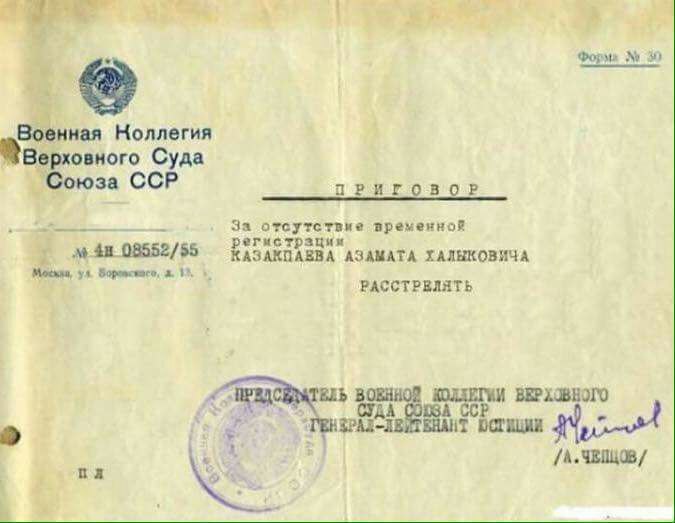 Форма № 30
Военная Коллегия
Верховного Суда
Союза ССР
№ 4н 08552/55
Москва, ул. Воровского, д. 13.
ПРИГОВОР
За отсутствие временной
регистрации
КАЗАКПАЕВА АЗАМАТА ХАЛЫКОВИЧА
РАССТРЕЛЯТЬ
ПРЕДСЕДАТЕЛЬ ВОЕННОЙ КОЛЛЕГИИ ВЕРХОВНОГО
СУДА СОЮЗА ССР
ГЕНЕРАЛ-ЛЕЙТЕНАНТ ЮСТИЦИИ
/А.ЧЕПЦОВ/
п л